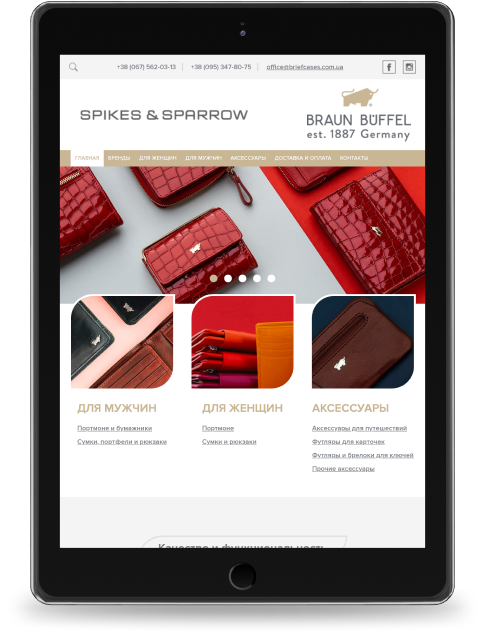 +38 (067) 562-03-13 | +38 (095) 347-80-75 | office@briefcases.com.ua
SPIKES & SPARROW
BRAUN BÜFFEL
est. 1887 Germany
ГЛАВНАЯ БРЕНДЫ ДЛЯ ЖЕНЩИН ДЛЯ МУЖЧИН АКСЕССУАРЫ ДОСТАВКА И ОПЛАТА КОНТАКТЫ
ДЛЯ МУЖЧИН
Портмоне и бумажники
Сумки, портфели и рюкзаки
ДЛЯ ЖЕНЩИН
Портмоне
Сумки и рюкзаки
АКСЕССУАРЫ
Аксессуары для путешествий
Футляры для карточек
Футляры и брелоки для ключей
Прочие аксессуары
Качество и функциональность